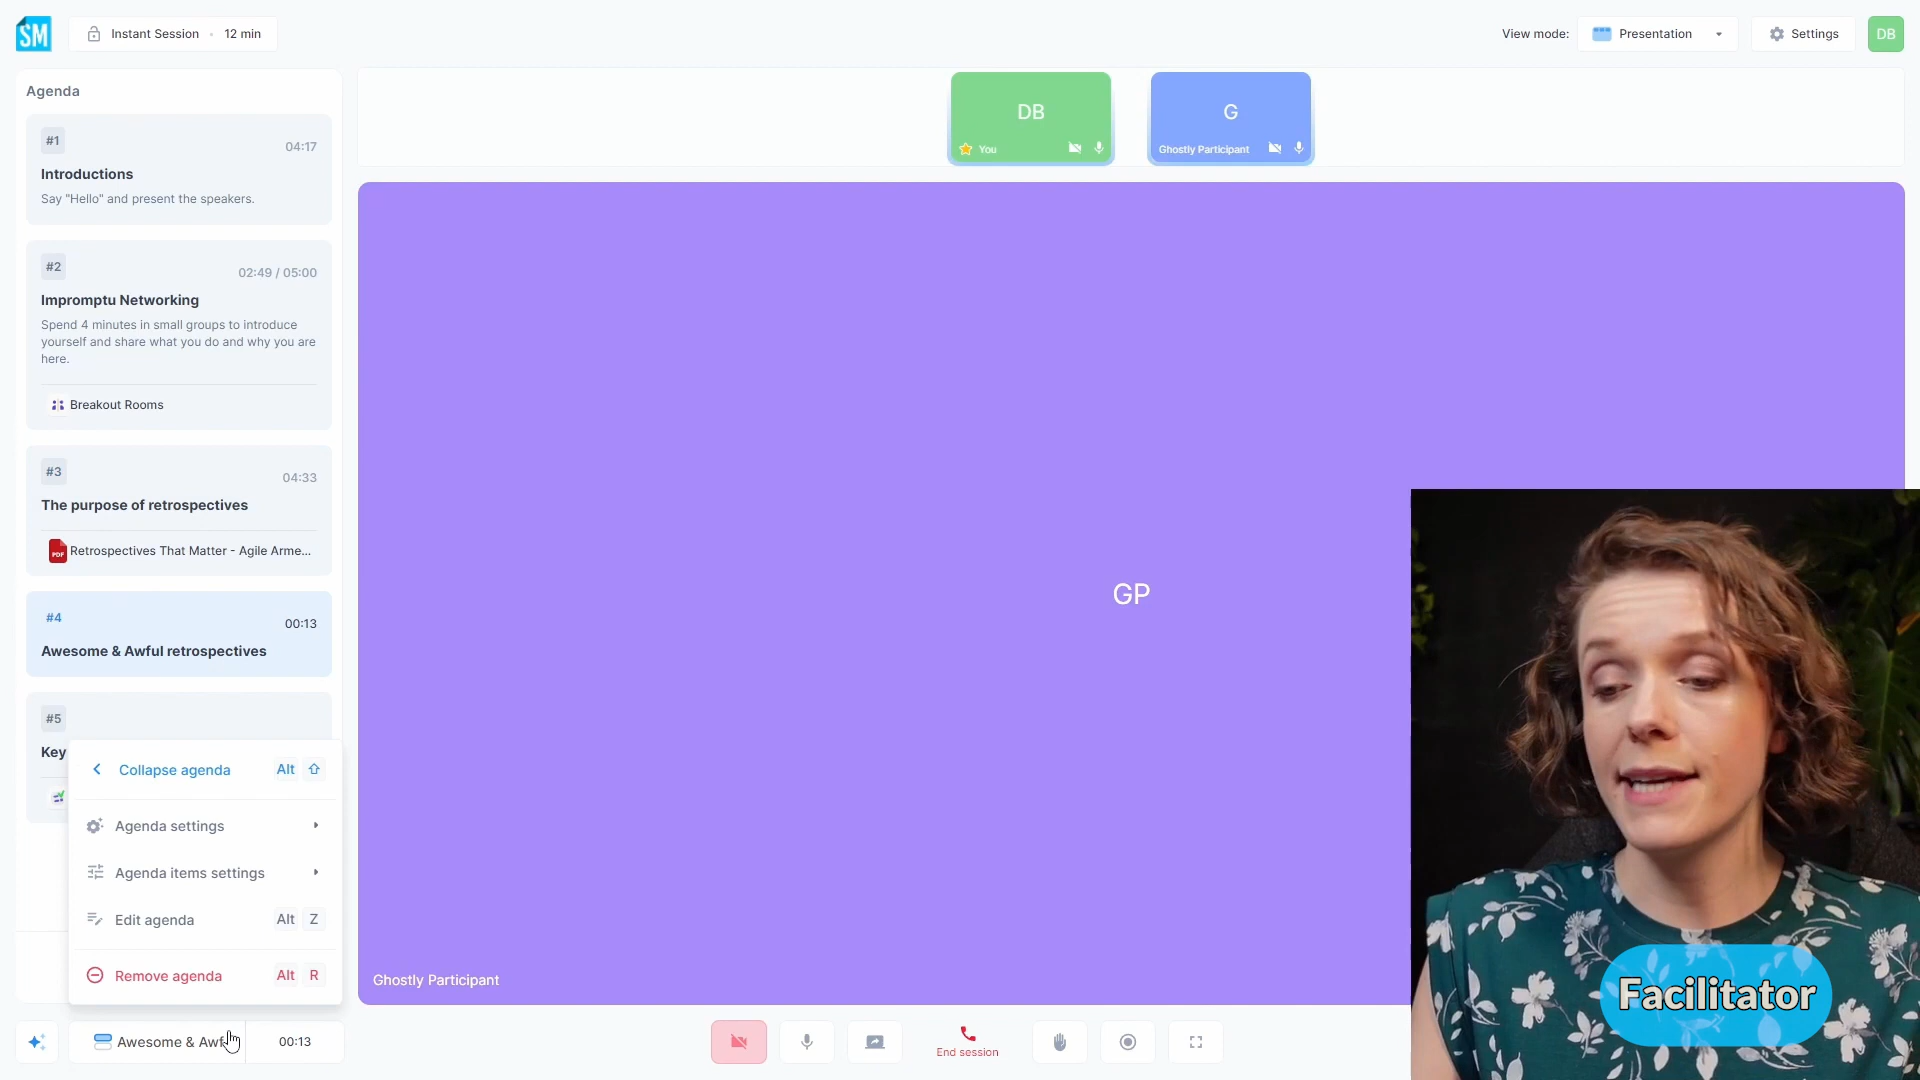 SM
Instant Session
12 min
View mode:
Presentation
Settings
DB
Agenda
#1
04:17
Introductions
Say "Hello" and present the speakers.
#2
02:49 / 05:00
Impromptu Networking
Spend 4 minutes in small groups to introduce
yourself and share what you do and why you are
here.
Breakout Rooms
#3
04:33
The purpose of retrospectives
PDF
Retrospectives That Matter - Agile Arme...
#4
00:13
Awesome & Awful retrospectives
#5
Key
Collapse agenda
Alt
Agenda settings
Agenda items settings
Edit agenda
Alt Z
Remove agenda
Alt R
Awesome & Awf
00:13
DB
You
G
Ghostly Participant
GP
Ghostly Participant
End session
Facilitator